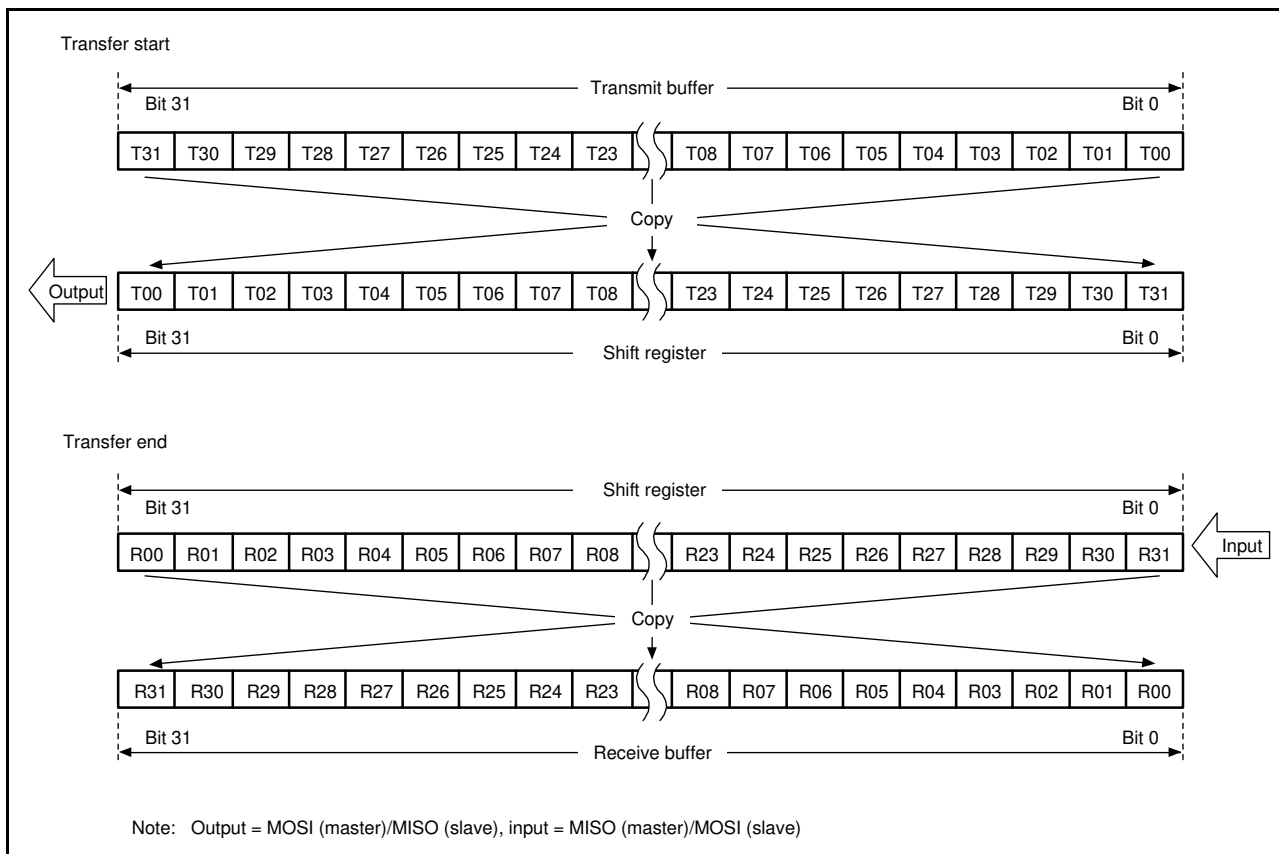 Transfer start
Transmit buffer
Bit 31 Bit 0
T31 T30 T29 T28 T27 T26 T25 T24 T23 T08 T07 T06 T05 T04 T03 T02 T01 T00
Copy
Output T00 T01 T02 T03 T04 T05 T06 T07 T08 T23 T24 T25 T26 T27 T28 T29 T30 T31
Bit 31 Bit 0
Shift register
Transfer end
Shift register
Bit 31 Bit 0
R00 R01 R02 R03 R04 R05 R06 R07 R08 R23 R24 R25 R26 R27 R28 R29 R30 R31 Input
Copy
R31 R30 R29 R28 R27 R26 R25 R24 R23 R08 R07 R06 R05 R04 R03 R02 R01 R00
Bit 31 Bit 0
Receive buffer
Note: Output = MOSI (master)/MISO (slave), input = MISO (master)/MOSI (slave)